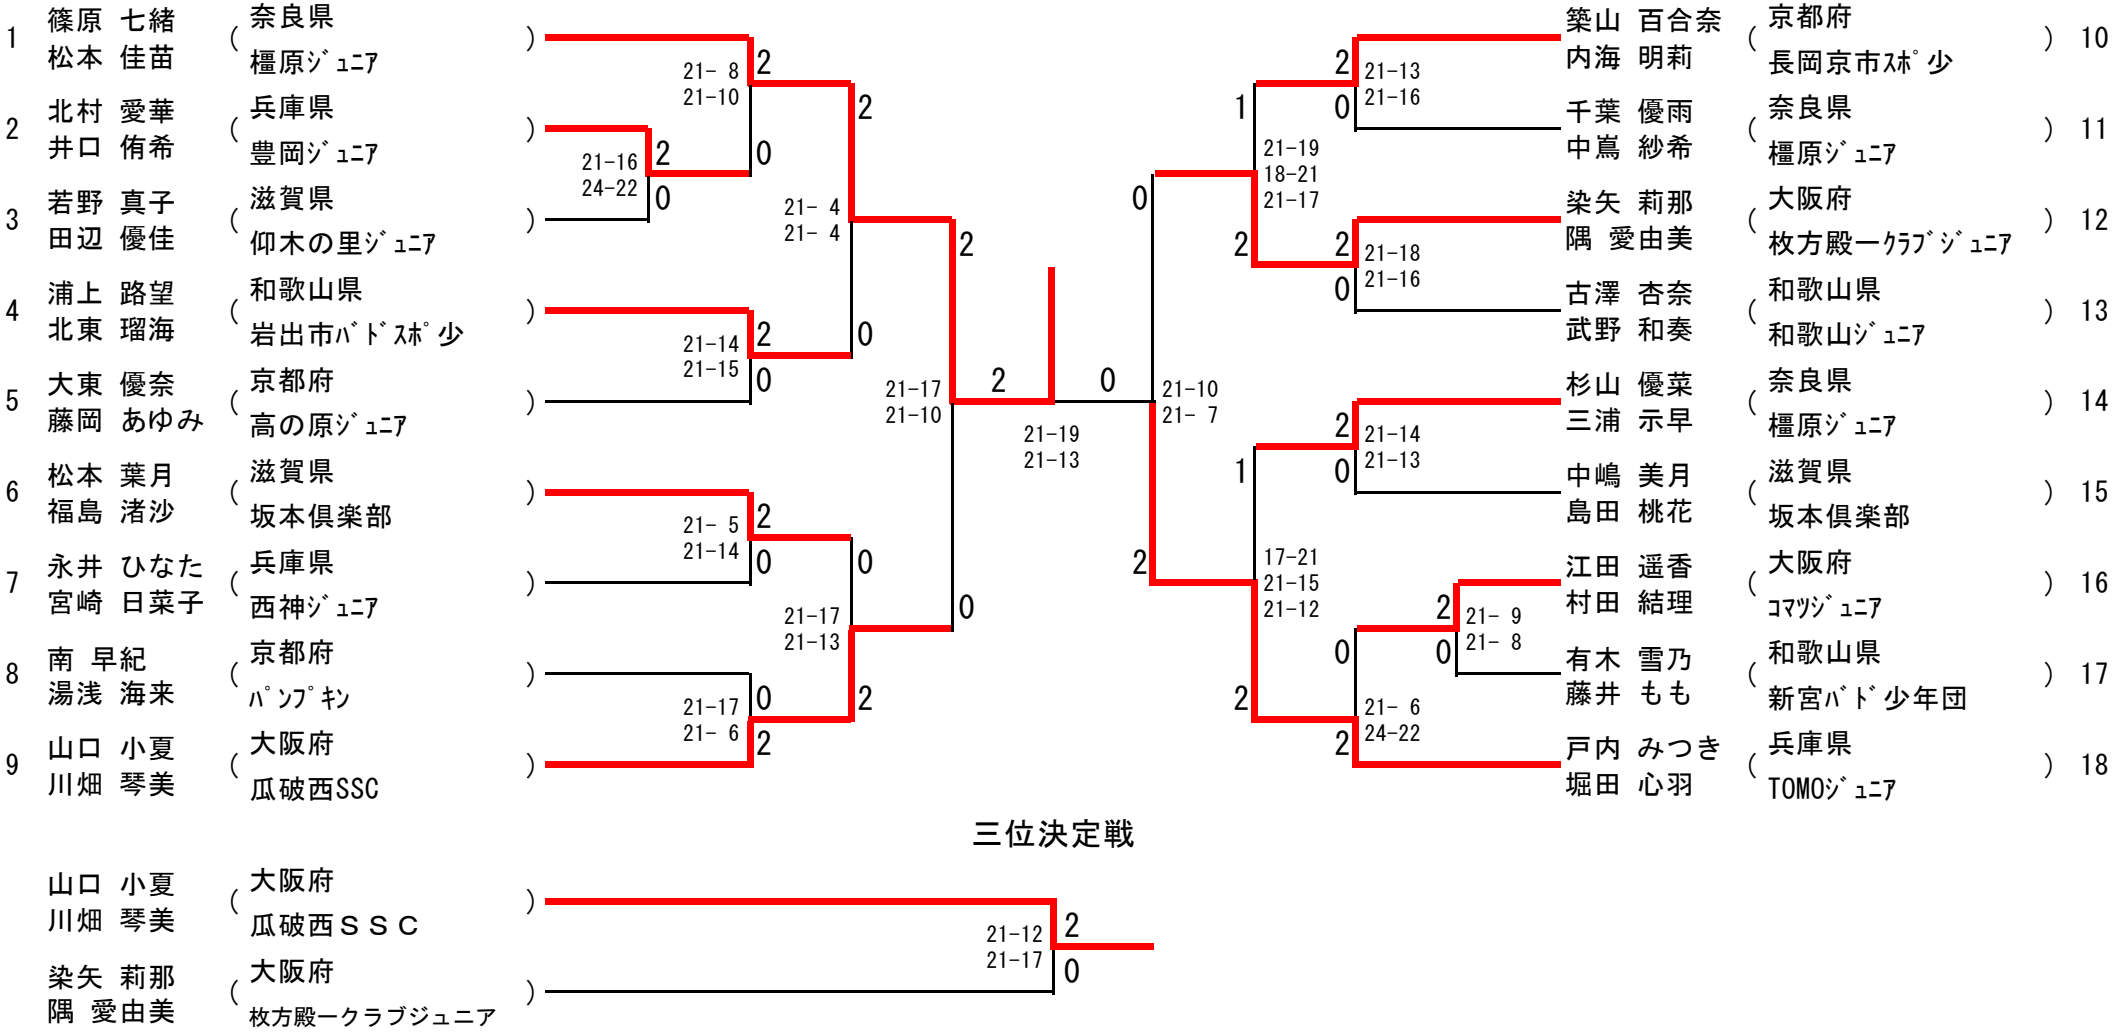 1 篠原 七緒 ( 奈良県 )
松本 佳苗 橿原ｼﾞｭﾆｱ
2 北村 愛華 ( 兵庫県 )
井口 侑希 豊岡ｼﾞｭﾆｱ
3 若野 真子 ( 滋賀県 )
田辺 優佳 仰木の里ｼﾞｭﾆｱ
4 浦上 路望 ( 和歌山県 )
北東 瑠海 岩出市ﾊﾞﾄﾞｽﾎﾟ少
5 大東 優奈 ( 京都府 )
藤岡 あゆみ 高の原ｼﾞｭﾆｱ
6 松本 葉月 ( 滋賀県 )
福島 渚沙 坂本倶楽部
7 永井 ひなた ( 兵庫県 )
宮崎 日菜子 西神ｼﾞｭﾆｱ
8 南 早紀 ( 京都府 )
湯浅 海来 ﾊﾟﾝﾌﾟｷﾝ
9 山口 小夏 ( 大阪府 )
川畑 琴美 瓜破西SSC
21-16
24-22
2
0
21- 8
21-10
2
0
21-14
21-15
2
0
21- 5
21-14
2
0
21-17
21- 6
0
2
21- 4
21- 4
2
0
21-17
21-13
0
2
21-17
21-10
2
0
2 0
21-19
21-13
0
2
21-10
21- 7
1
2
21-19
18-21
21-17
1
2
17-21
21-15
21-12
2
0
21-13
21-16
2
0
21-18
21-16
2
0
21-14
21-13
0
2
21- 6
24-22
2
0
21- 9
21- 8
築山 百合奈 ( 京都府 ) 10
内海 明莉 長岡京市ｽﾎﾟ少
千葉 優雨 ( 奈良県 ) 11
中嶌 紗希 橿原ｼﾞｭﾆｱ
染矢 莉那 ( 大阪府 ) 12
隅 愛由美 枚方殿一ｸﾗﾌﾞｼﾞｭﾆｱ
古澤 杏奈 ( 和歌山県 ) 13
武野 和奏 和歌山ｼﾞｭﾆｱ
杉山 優菜 ( 奈良県 ) 14
三浦 示早 橿原ｼﾞｭﾆｱ
中嶋 美月 ( 滋賀県 ) 15
島田 桃花 坂本倶楽部
江田 遥香 ( 大阪府 ) 16
村田 結理 ｺﾏﾂｼﾞｭﾆｱ
有木 雪乃 ( 和歌山県 ) 17
藤井 もも 新宮ﾊﾞﾄﾞ少年団
戸内 みつき ( 兵庫県 ) 18
堀田 心羽 TOMOｼﾞｭﾆｱ
三位決定戦
山口 小夏 ( 大阪府 )
川畑 琴美 瓜破西ＳＳＣ
染矢 莉那 ( 大阪府 )
隅 愛由美 枚方殿一クラブジュニア
21-12
21-17
2
0